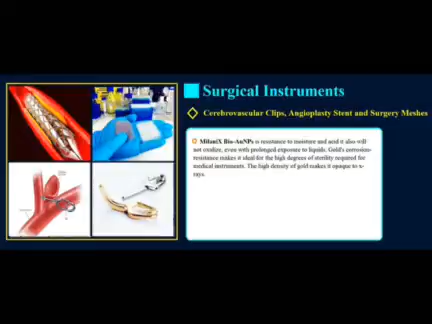 Surgical Instruments
Cerebrovascular Clips, Angioplasty Stent and Surgery Meshes
MilaniX Bio-AuNPs is resistance to moisture and acid it also will
not oxidize, even with prolonged exposure to liquids. Gold's corrosion-
resistance makes it ideal for the high degrees of sterility required for
medical instruments. The high density of gold makes it opaque to x-
rays.